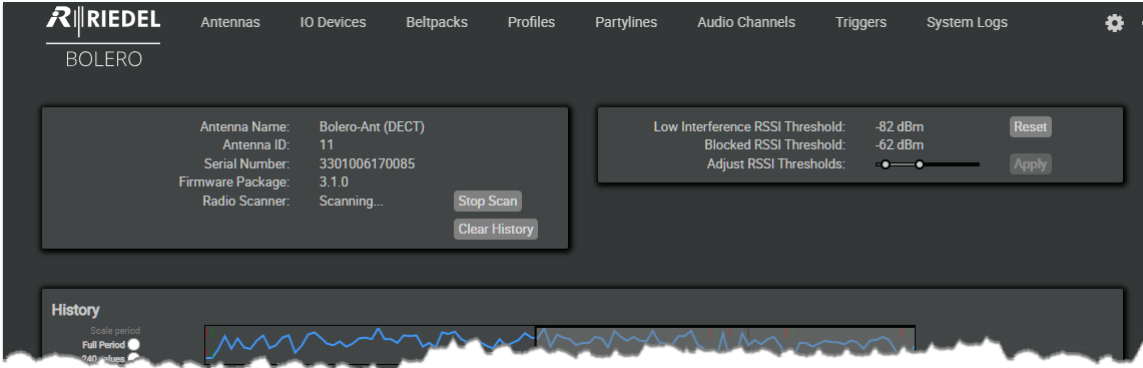 RIEDEL
BOLERO
Antennas IO Devices Beltpacks Profiles Partylines Audio Channels Triggers System Logs
Antenna Name: Bolero-Ant (DECT)
Antenna ID: 11
Serial Number: 3301006170085
Firmware Package: 3.1.0
Radio Scanner: Scanning... Stop Scan
Clear History
Low Interference RSSI Threshold: -82 dBm Reset
Blocked RSSI Threshold: -62 dBm
Adjust RSSI Thresholds: Apply
History
Scale period
Full Period
240 values